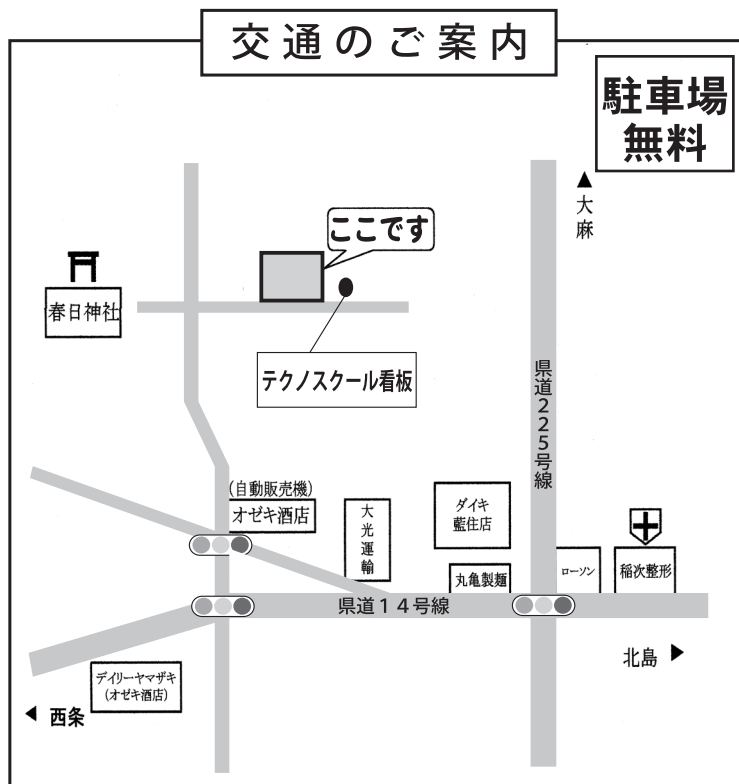 交通のご案内
駐車場
無料
▲
大麻
ここです
春日神社
テクノスクール看板
県道225号線
(自動販売機)
オゼキ酒店
大光運輸
ダイキ
藍住店
丸亀製麺
ローソン
稲次整形
県道14号線
北島 ▶
デイリーヤマザキ
(オゼキ酒店)
◀ 西条